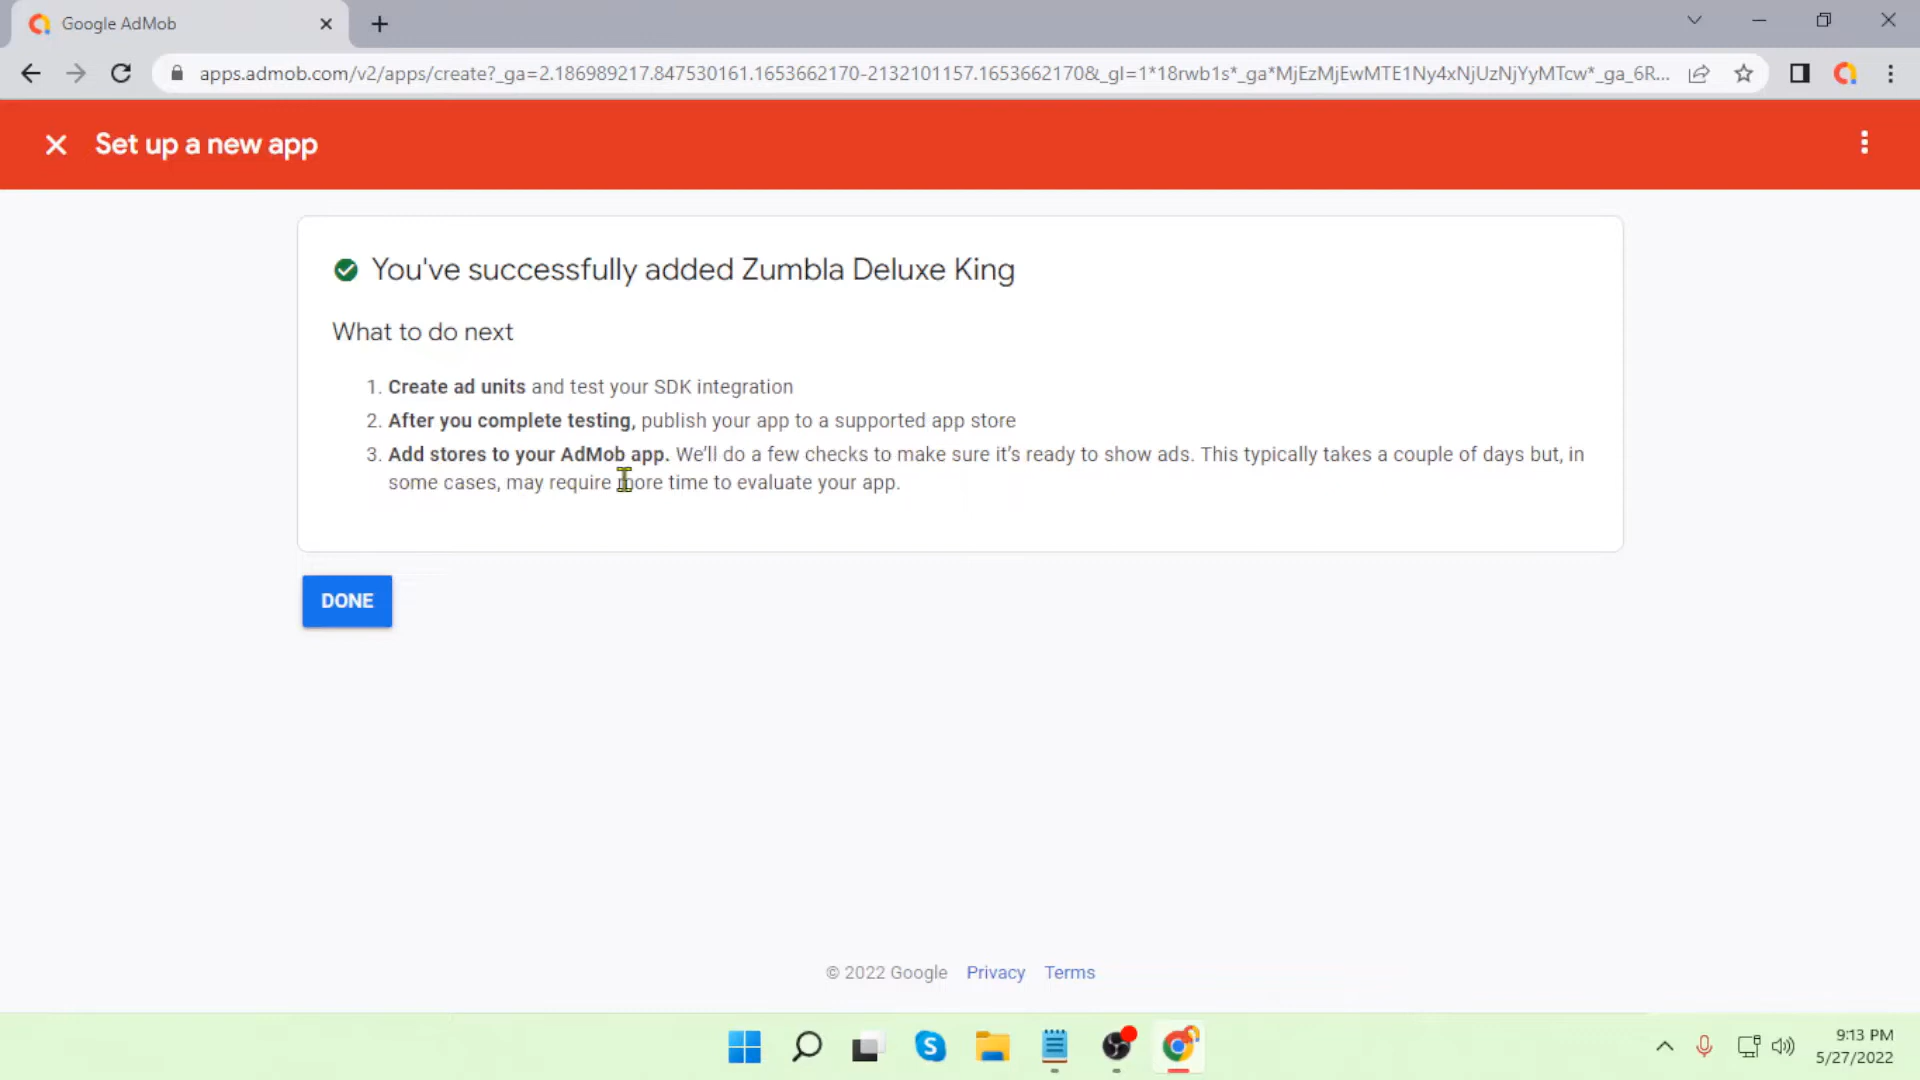 Google AdMob
apps.admob.com/v2/apps/create?_ga=2.186989217.847530161.1653662170-2132101157.1653662170&_gl=1*18rwb1s*_ga*MjEzMjEwMTE1Ny4xNjUzNjYyMTcw*_ga_6R...
Set up a new app
You've successfully added Zumbla Deluxe King
What to do next
1. Create ad units and test your SDK integration
2. After you complete testing, publish your app to a supported app store
3. Add stores to your AdMob app. We'll do a few checks to make sure it's ready to show ads. This typically takes a couple of days but, in
some cases, may require more time to evaluate your app.
DONE
© 2022 Google Privacy Terms
9:13 PM
5/27/2022